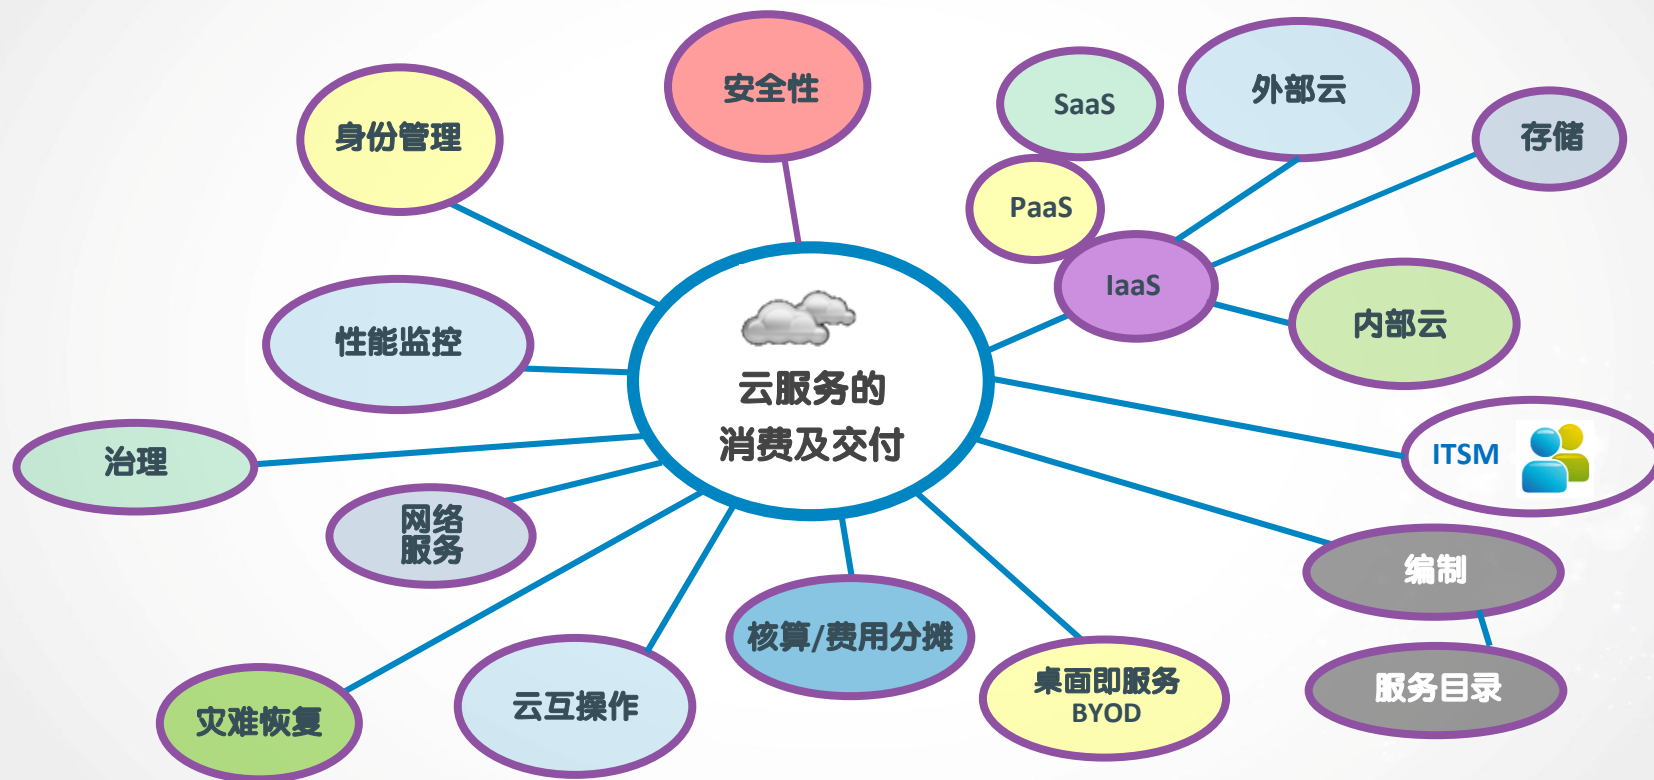 安全性
SaaS
外部云
身份管理
存储
PaaS
IaaS
性能监控
内部云
云服务的
消费及交付
治理
ITSM
网络
服务
编制
核算/费用分摊
桌面即服务
BYOD
服务目录
云互操作
灾难恢复